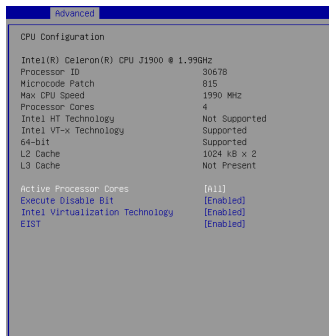 Advanced
CPU Configuration
Intel(R) Celeron(R) CPU J1900 @ 1.99GHz
Processor ID 30678
Microcode Patch 815
Max CPU Speed 1990 MHz
Processor Cores 4
Intel HT Technology Not Supported
Intel VT-x Technology Supported
64-bit Supported
L2 Cache 1024 kB x 2
L3 Cache Not Present
Active Processor Cores [All]
Execute Disable Bit [Enabled]
Intel Virtualization Technology [Enabled]
EIST [Enabled]